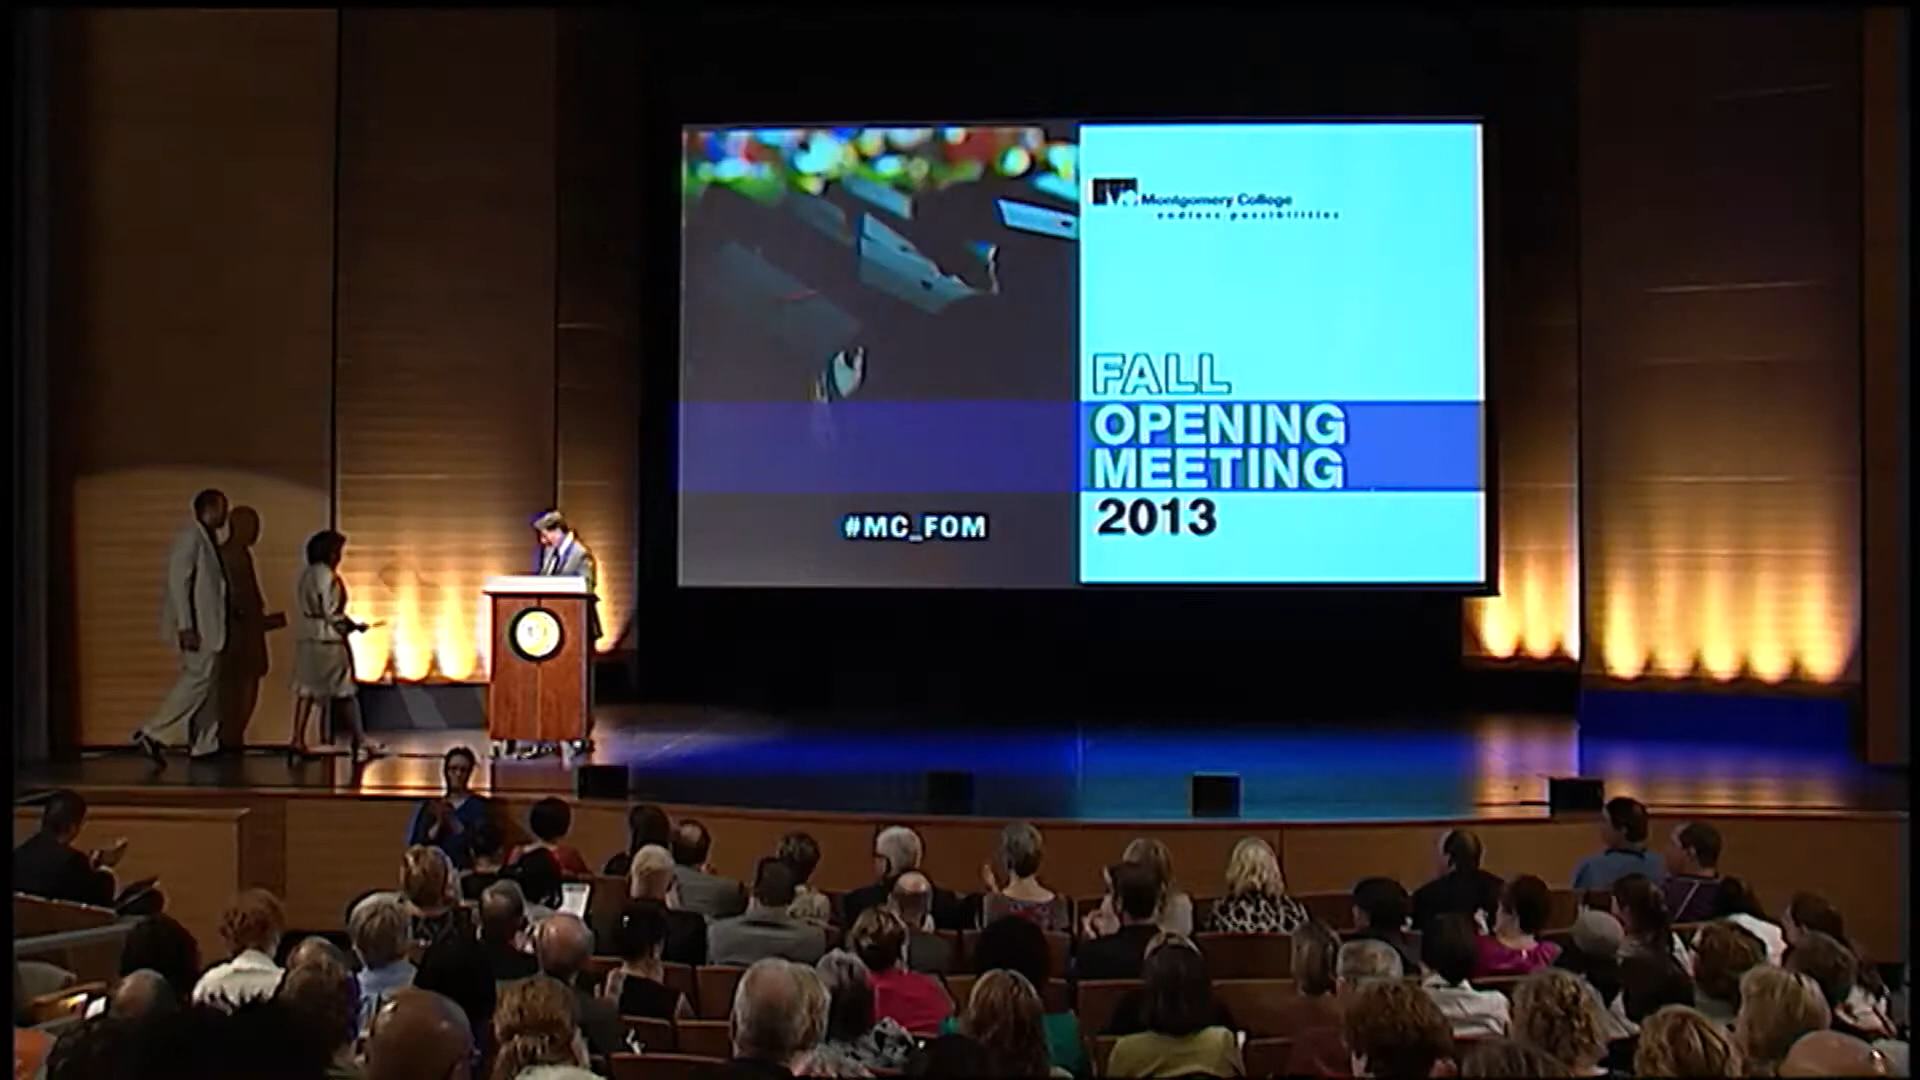 Montgomery College
endless possibilities
FALL
OPENING
MEETING
2013
#MC_FOM